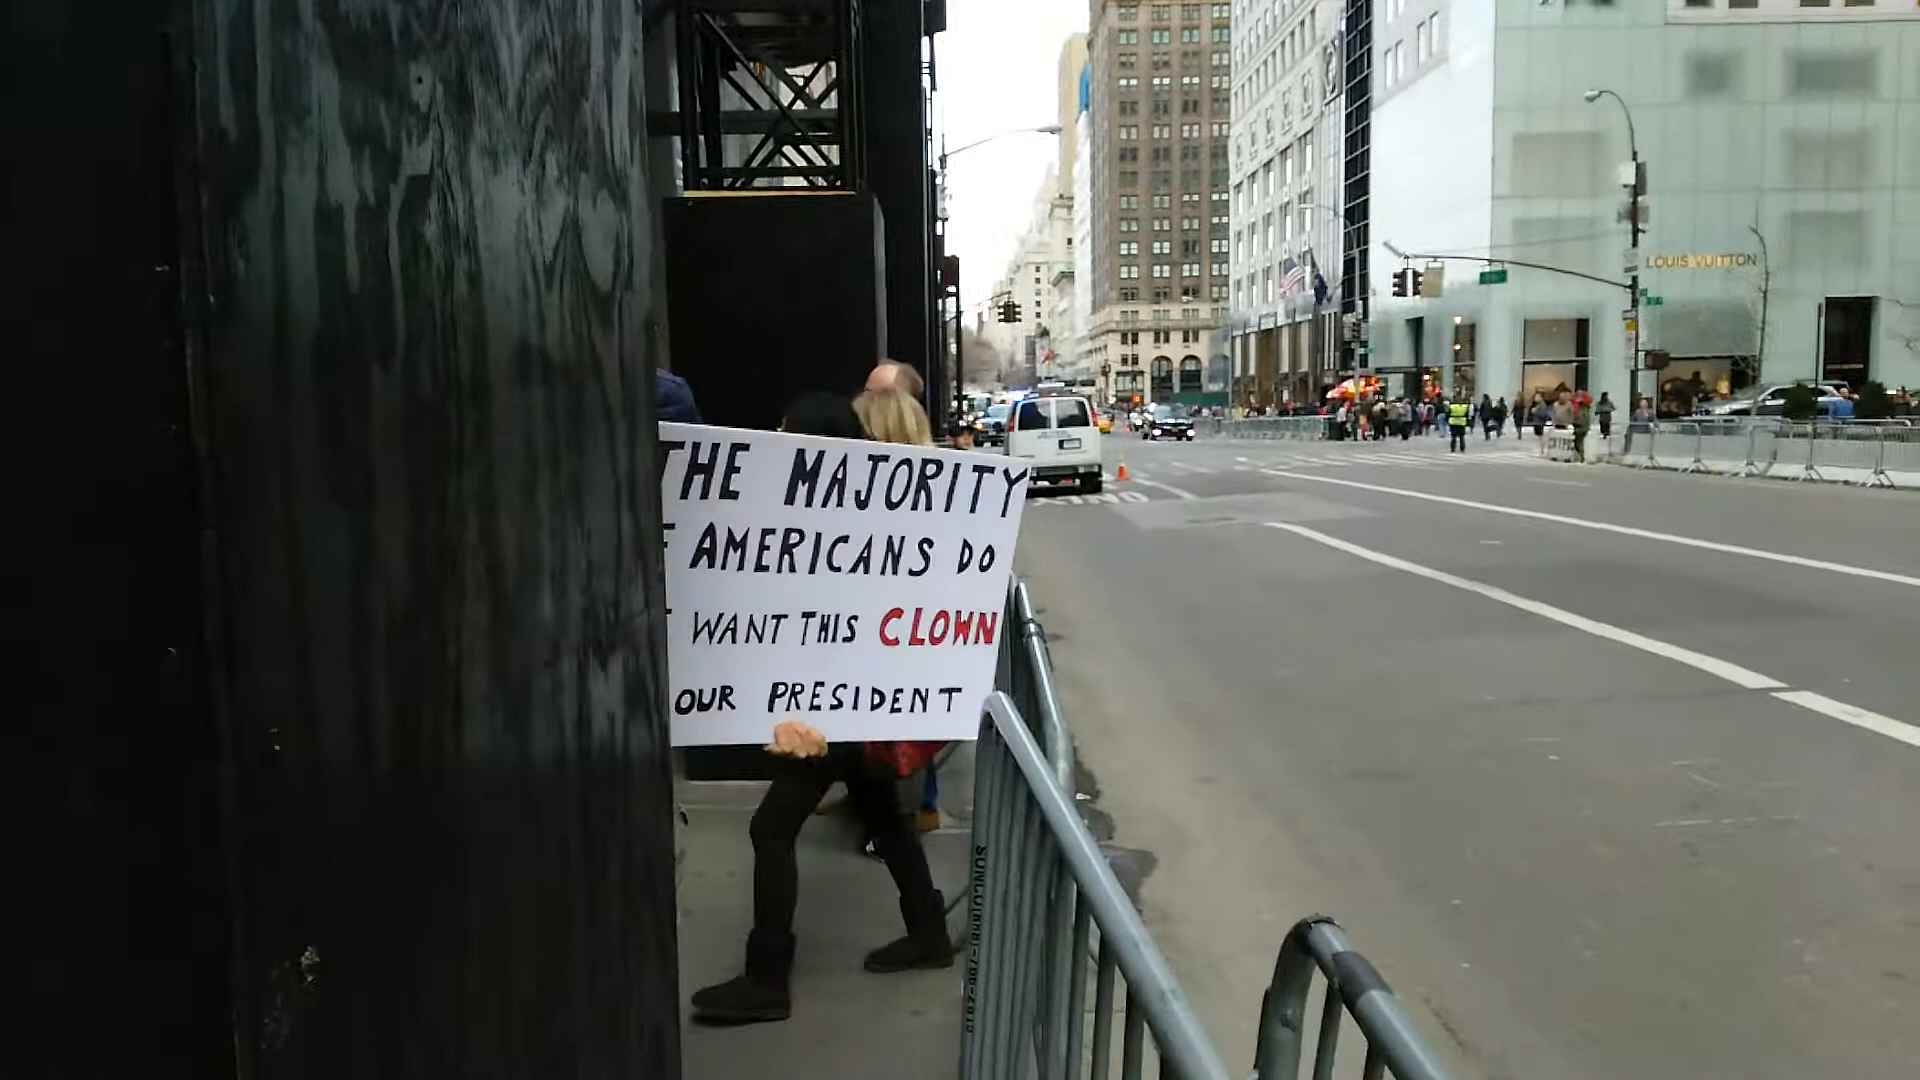 THE MAJORITY
F AMERICANS DO
T WANT THIS CLOWN
OUR PRESIDENT
LOUIS VUITTON